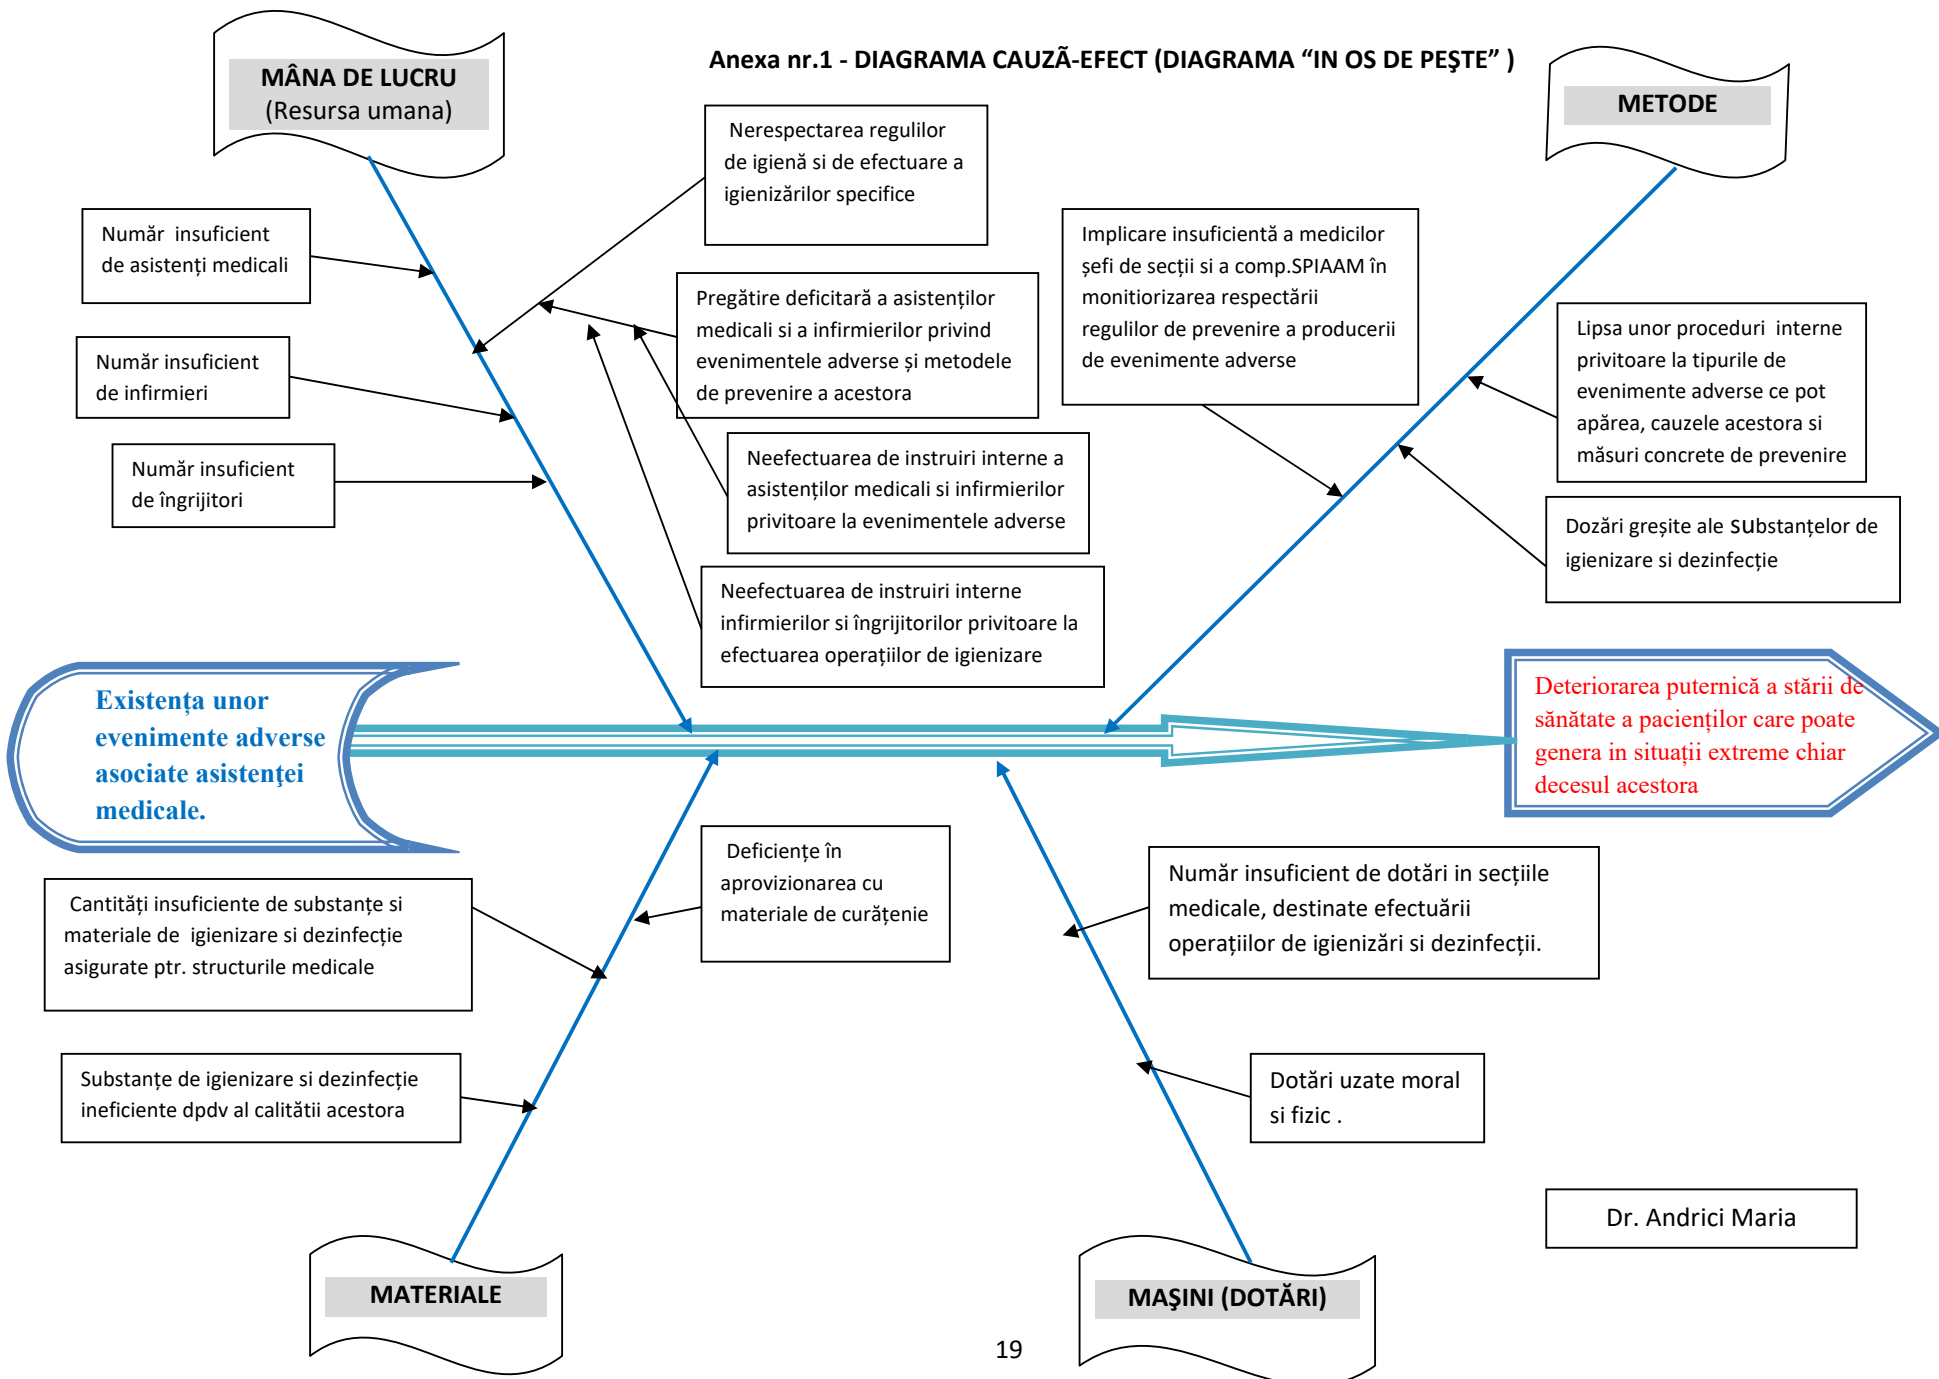 Anexa nr.1 - DIAGRAMA CAUZÃ-EFECT (DIAGRAMA “IN OS DE PEŞTE” )
MÂNA DE LUCRU
(Resursa umana)
METODE
Nerespectarea regulilor
de igienă si de efectuare a
igienizărilor specifice
Număr insuficient
de asistenți medicali
Implicare insuficientă a medicilor
șefi de secții si a comp.SPIAAM în
monitiorizarea respectării
regulilor de prevenire a producerii
de evenimente adverse
Pregătire deficitară a asistenților
medicali si a infirmierilor privind
evenimentele adverse și metodele
de prevenire a acestora
Lipsa unor proceduri interne
privitoare la tipurile de
evenimente adverse ce pot
apărea, cauzele acestora si
măsuri concrete de prevenire
Număr insuficient
de infirmieri
Număr insuficient
de îngrijitori
Neefectuarea de instruiri interne a
asistenților medicali si infirmierilor
privitoare la evenimentele adverse
Dozări greșite ale substanțelor de
igienizare si dezinfecție
Neefectuarea de instruiri interne
infirmierilor si îngrijitorilor privitoare la
efectuarea operațiilor de igienizare
Existența unor
evenimente adverse
asociate asistenţei
medicale.
Deteriorarea puternică a stării de
sănătate a pacienților care poate
genera in situații extreme chiar
decesul acestora
Deficiențe în
aprovizionarea cu
materiale de curățenie
Număr insuficient de dotări in secțiile
medicale, destinate efectuării
operațiilor de igienizări si dezinfecții.
Cantități insuficiente de substanțe si
materiale de igienizare si dezinfecție
asigurate ptr. structurile medicale
Substanțe de igienizare si dezinfecție
ineficiente dpdv al calitătii acestora
Dotări uzate moral
si fizic .
Dr. Andrici Maria
MATERIALE
MAŞINI (DOTĂRI)
19